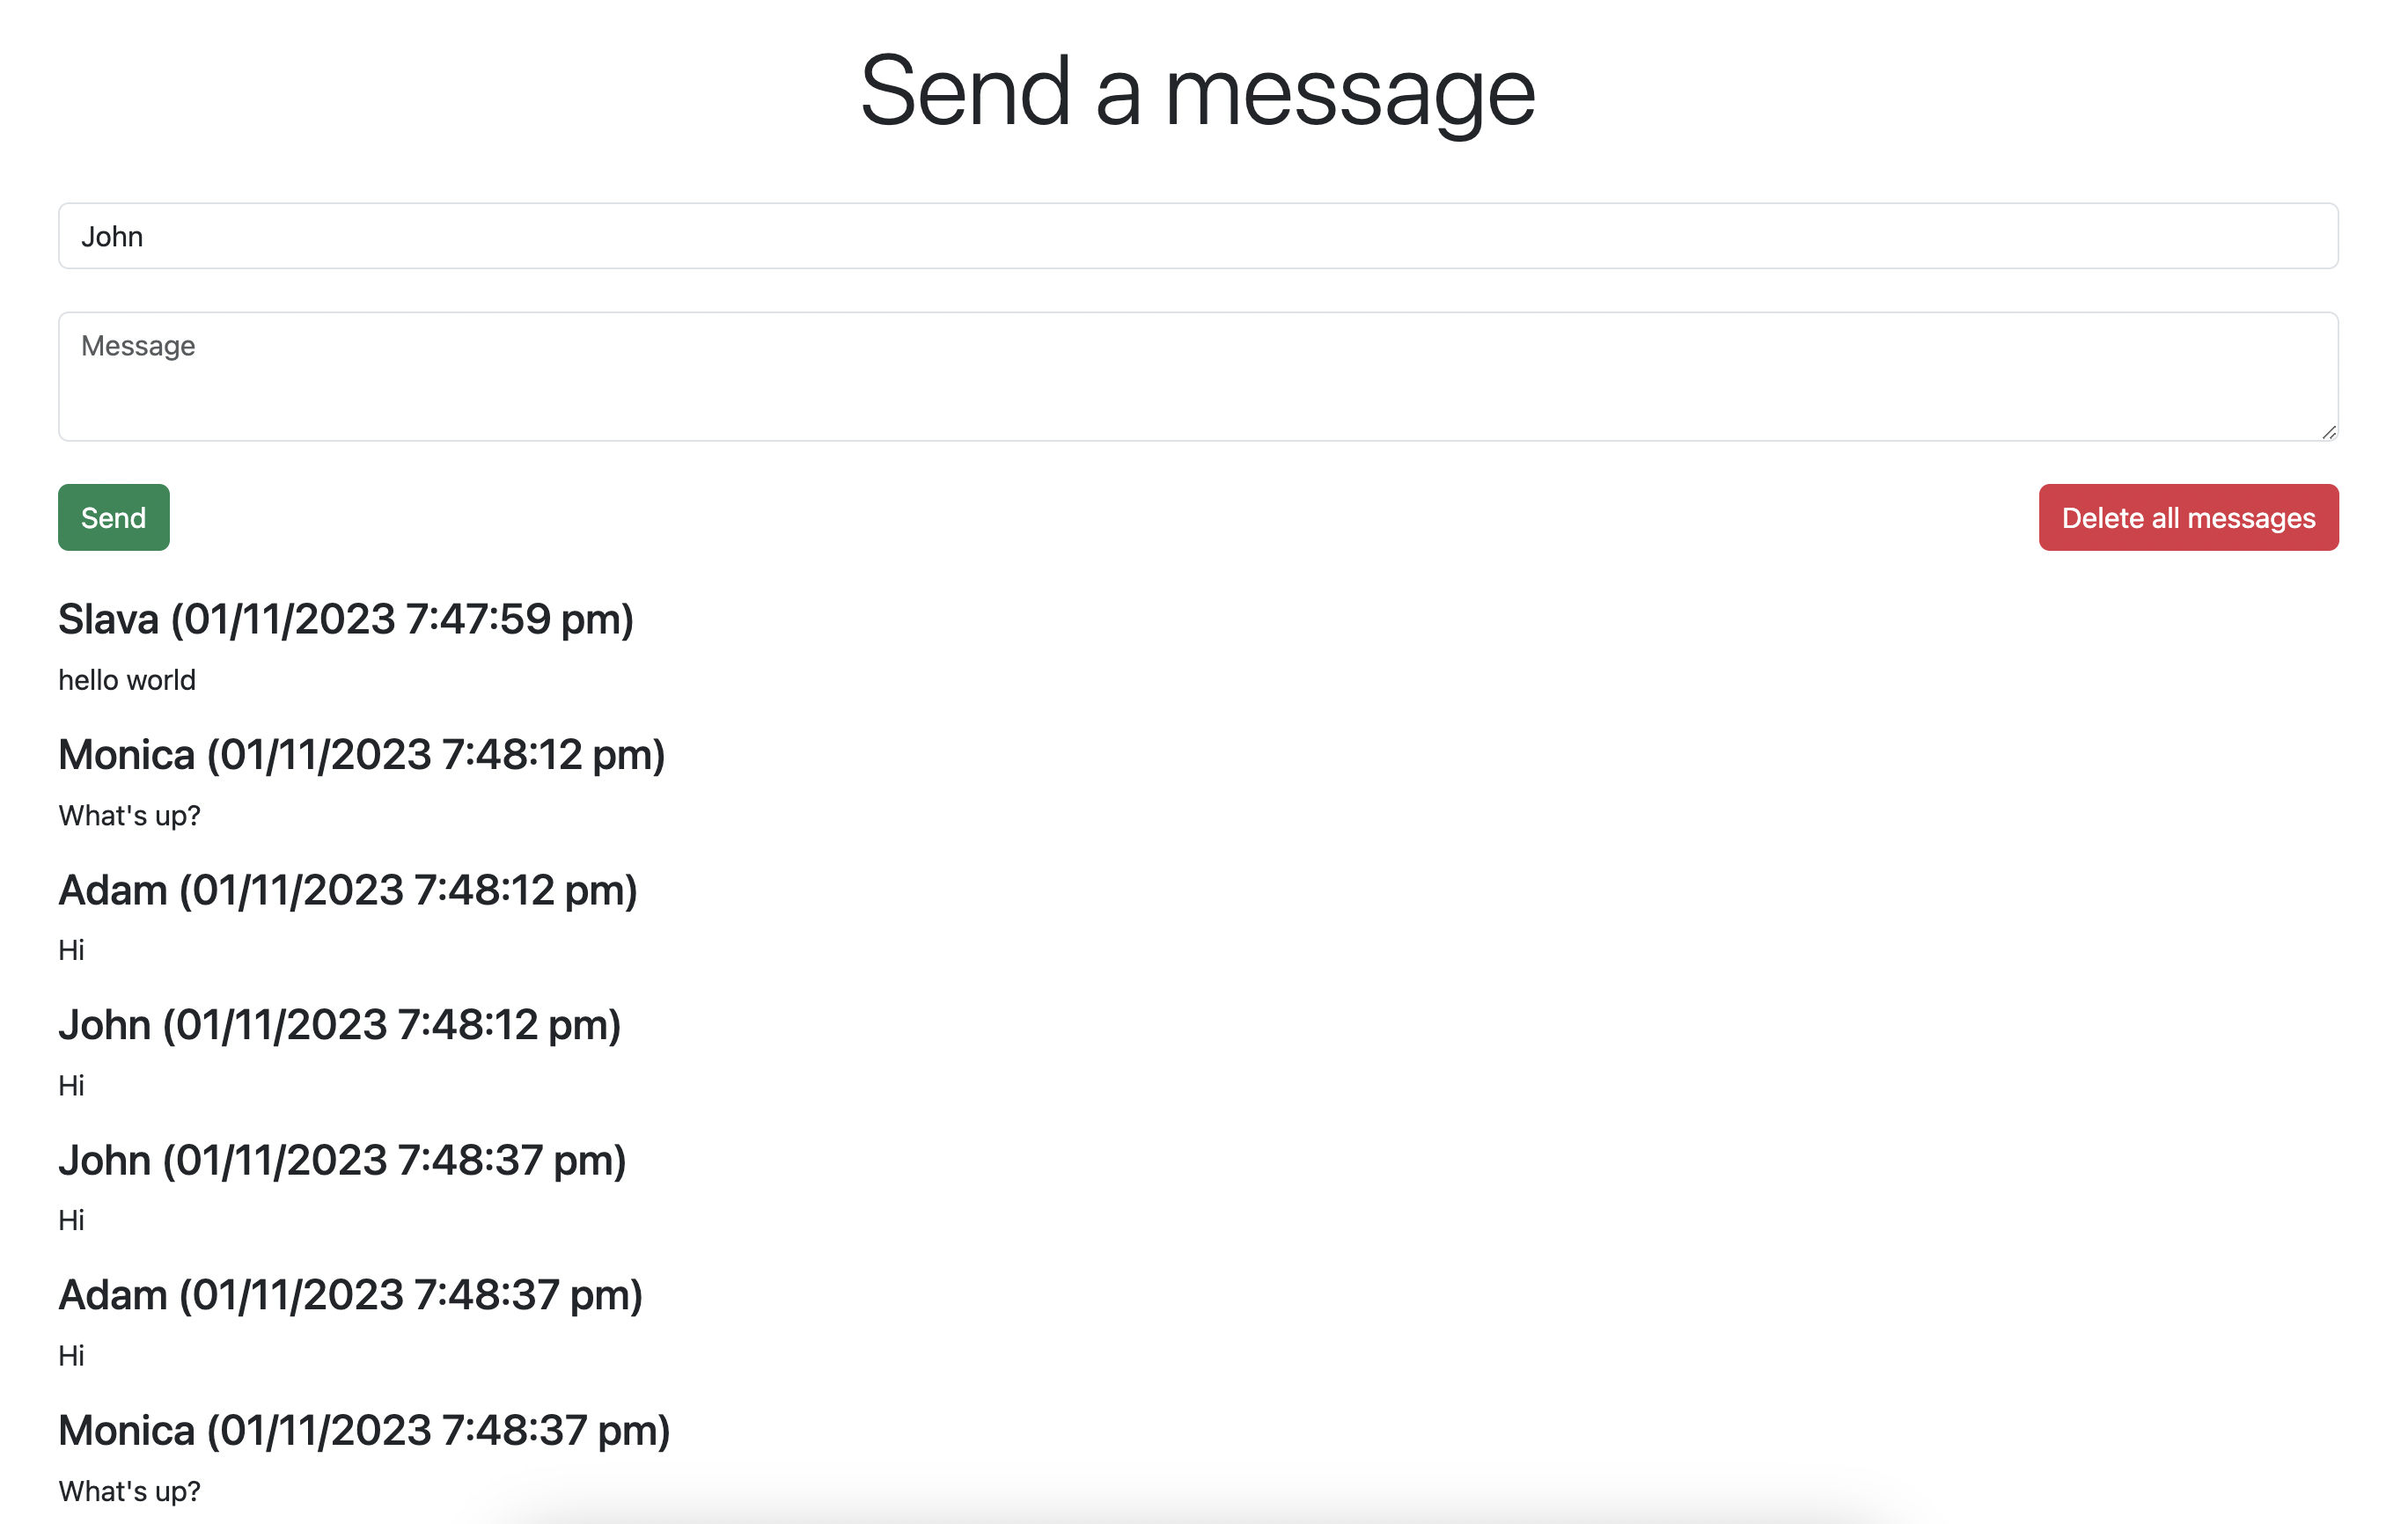 Send a message
John
Message
Send
Delete all messages
Slava (01/11/2023 7:47:59 pm)
hello world
Monica (01/11/2023 7:48:12 pm)
What's up?
Adam (01/11/2023 7:48:12 pm)
Hi
John (01/11/2023 7:48:12 pm)
Hi
John (01/11/2023 7:48:37 pm)
Hi
Adam (01/11/2023 7:48:37 pm)
Hi
Monica (01/11/2023 7:48:37 pm)
What's up?